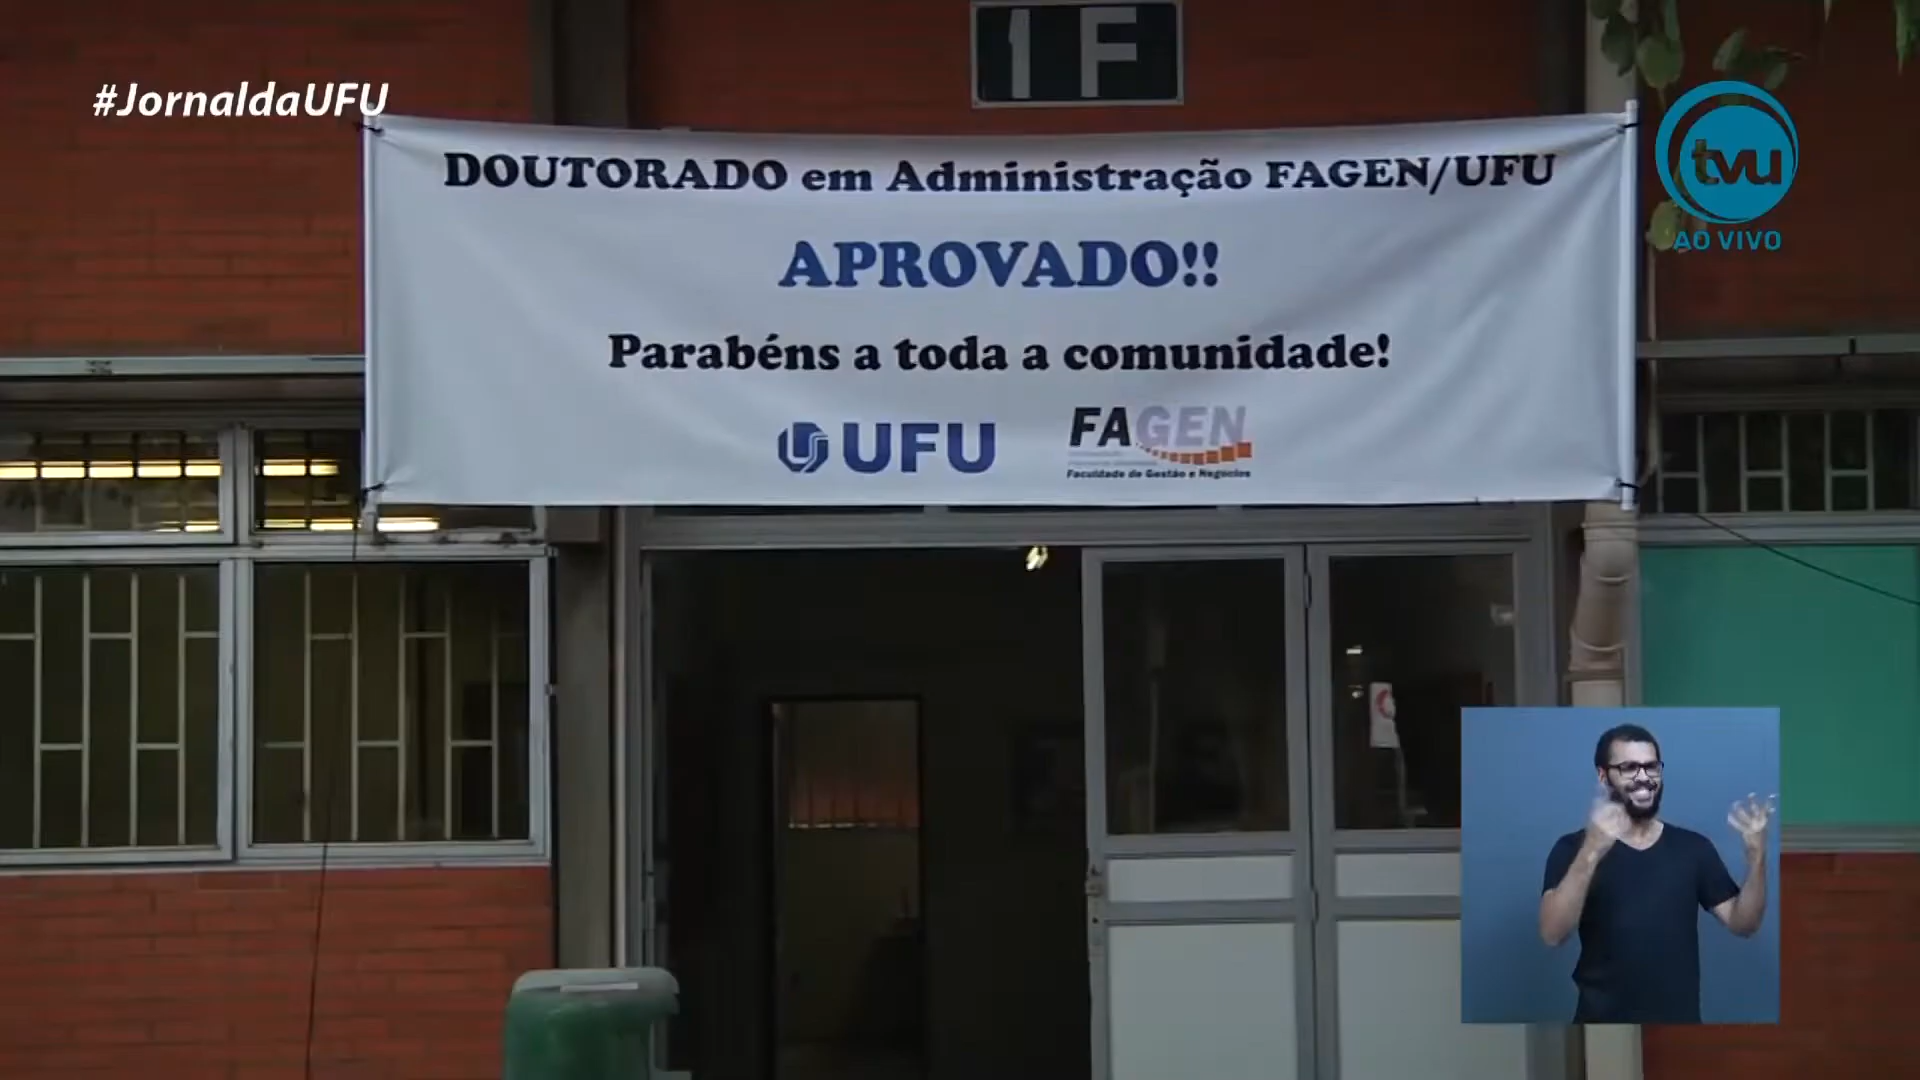 1 F
#JornaldaUFU
DOUTORADO em Administração FAGEN/UFU
APROVADO!!
Parabéns a toda a comunidade!
UFU
FAGEN
Faculdade de Gestão e Negócios
tvu
AO VIVO